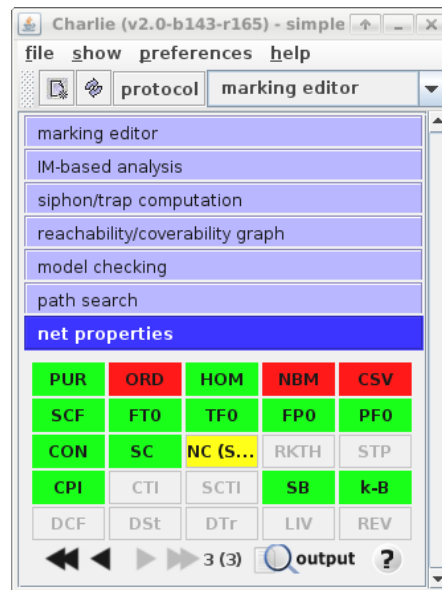 Charlie (v2.0-b143-r165) - simple
file show preferences help
protocol marking editor
marking editor
IM-based analysis
siphon/trap computation
reachability/coverability graph
model checking
path search
net properties
PUR ORD HOM NBM CSV
SCF FT0 TF0 FP0 PF0
CON SC NC (S... RKTH STP
CPI CTI SCTI SB k-B
DCF DSt DTr LIV REV
3 (3) output ?